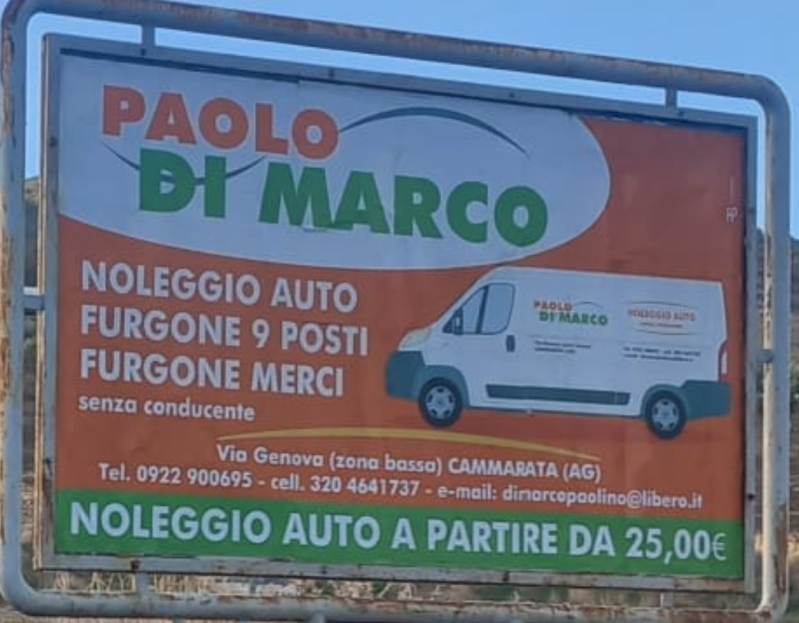 PAOLO
DI MARCO
AP
NOLEGGIO AUTO
FURGONE 9 POSTI
FURGONE MERCI
senza conducente
PAOLO
DI MARCO
NOLEGGIO AUTO
Via Genova (zona bassa) CAMMARATA (AG)
Tel. 0922 900695 - cell. 320 4641737 - e-mail: dimarcopaolino@libero.it
NOLEGGIO AUTO A PARTIRE DA 25,00€